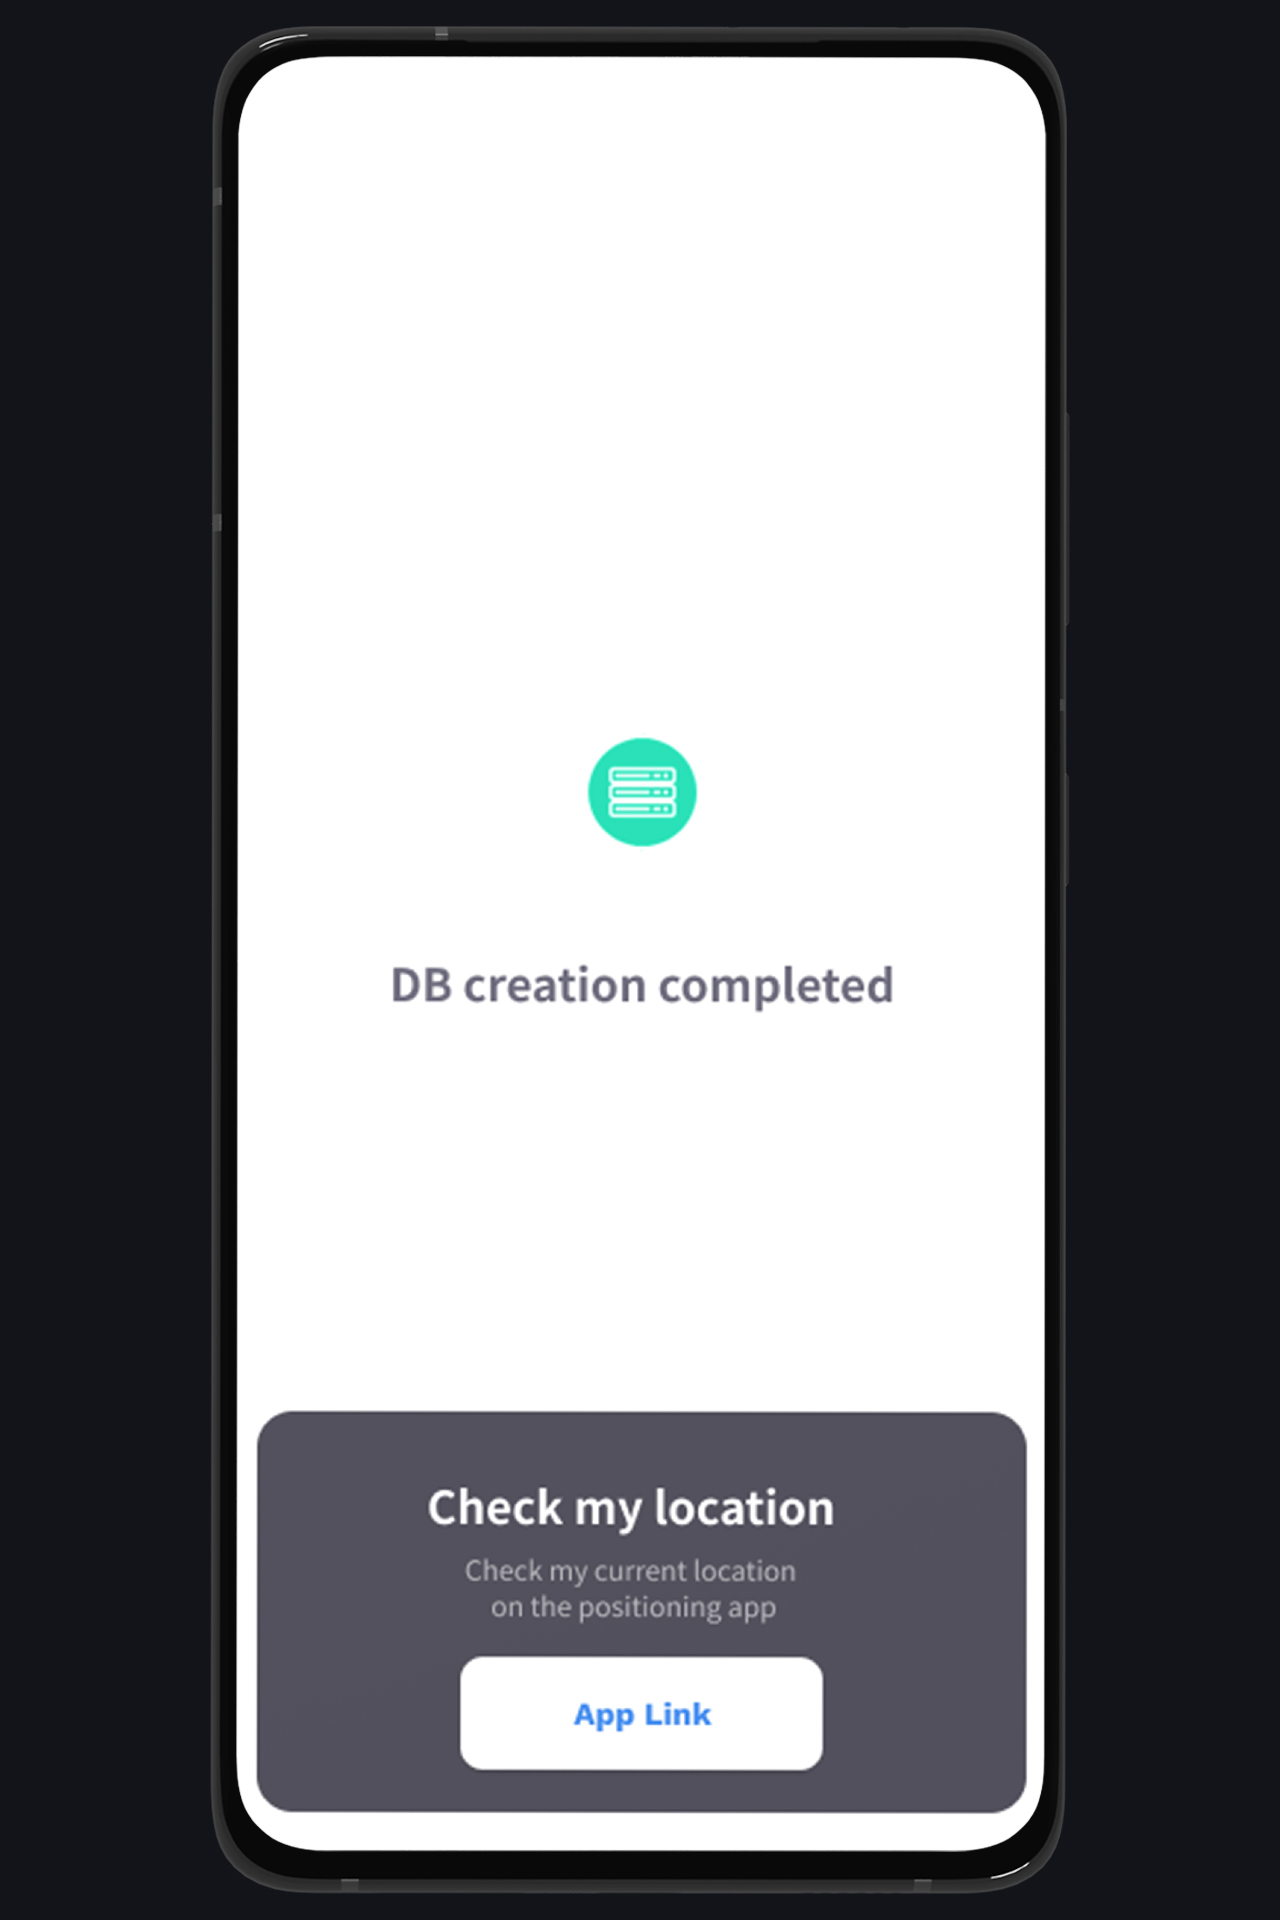 DB creation completed
Check my location
Check my current location
on the positioning app
App Link